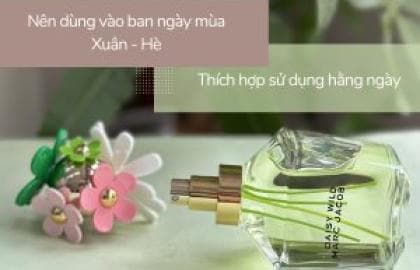 Nên dùng vào ban ngày mùa
Xuân - Hè
Thích hợp sử dụng hằng ngày
DAISY WILD
MARC JACOBS